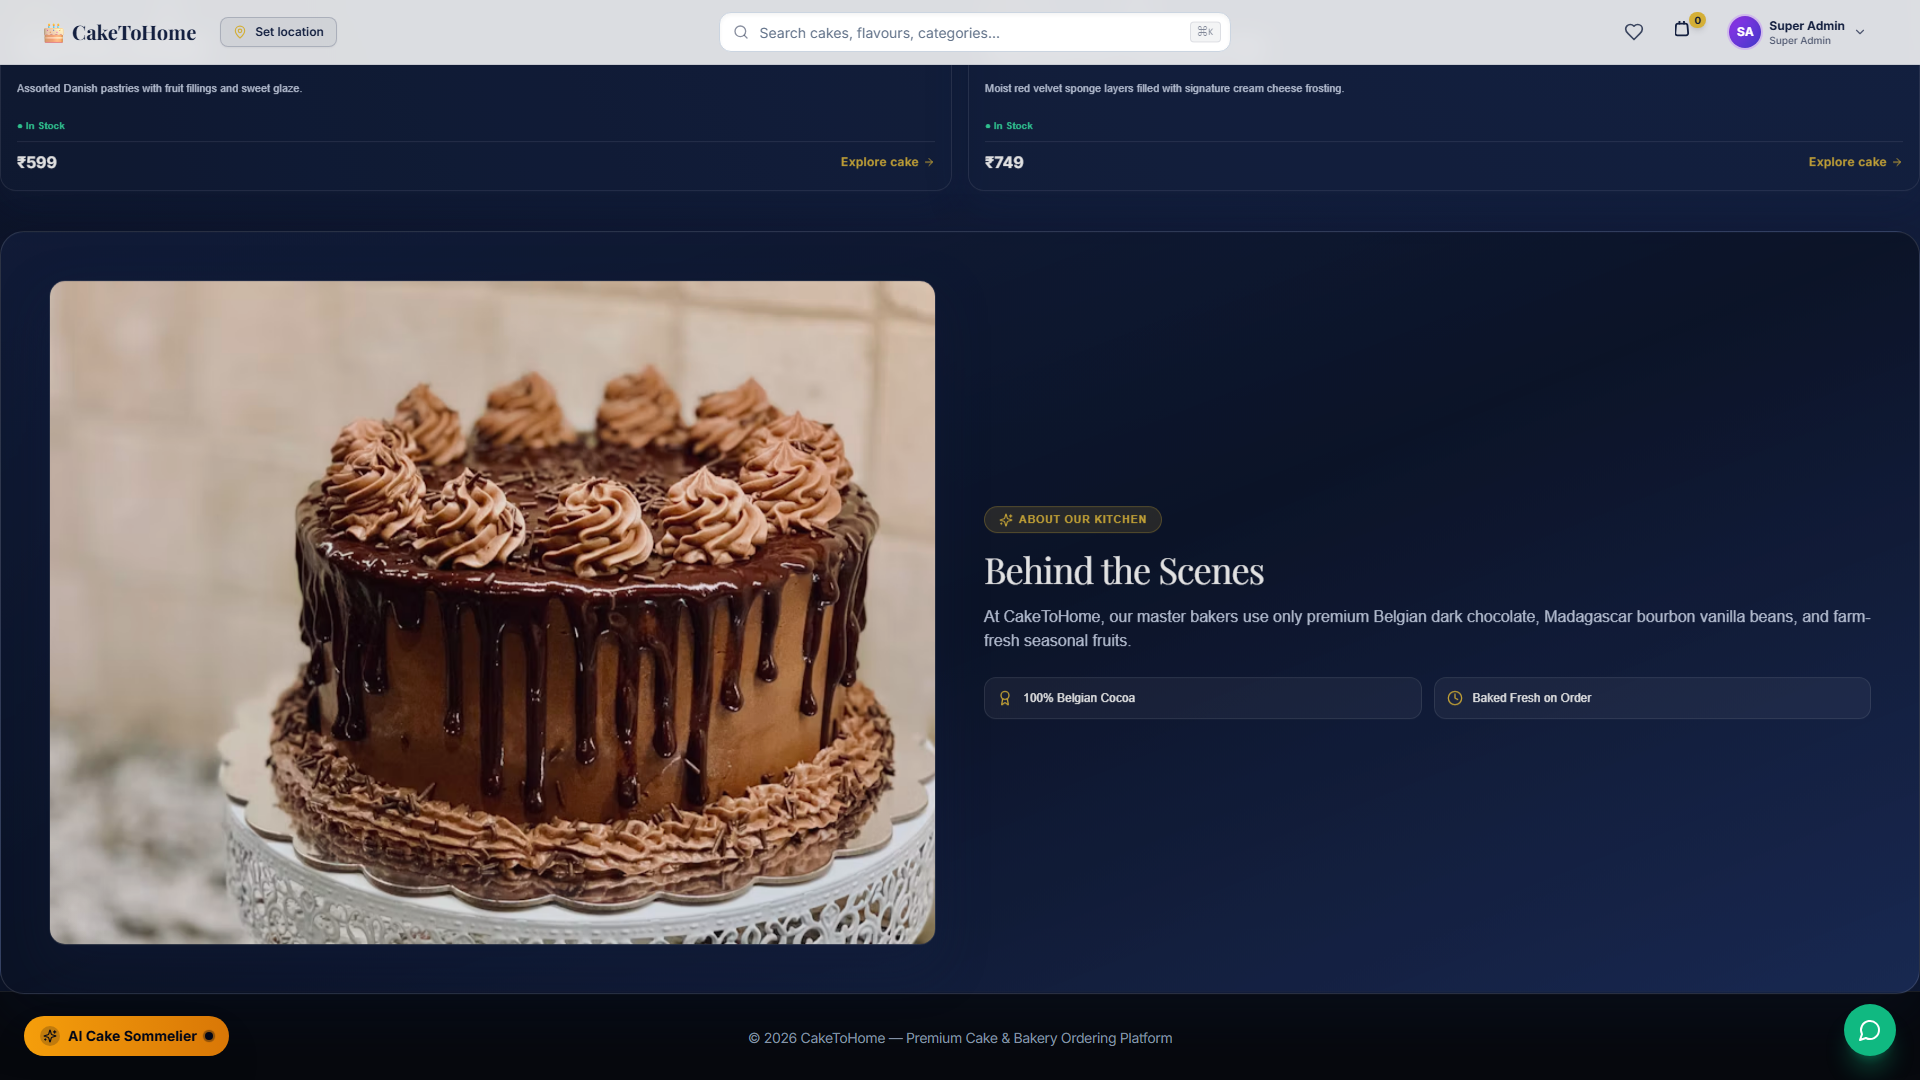 CakeToHome
Set location
Search cakes, flavours, categories...
⌘K
0
SA
Super Admin
Super Admin
Assorted Danish pastries with fruit fillings and sweet glaze.
● In Stock
₹599
Explore cake →
Moist red velvet sponge layers filled with signature cream cheese frosting.
● In Stock
₹749
Explore cake →
ABOUT OUR KITCHEN
Behind the Scenes
At CakeToHome, our master bakers use only premium Belgian dark chocolate, Madagascar bourbon vanilla beans, and farm-
fresh seasonal fruits.
100% Belgian Cocoa
Baked Fresh on Order
AI Cake Sommelier
© 2026 CakeToHome — Premium Cake & Bakery Ordering Platform